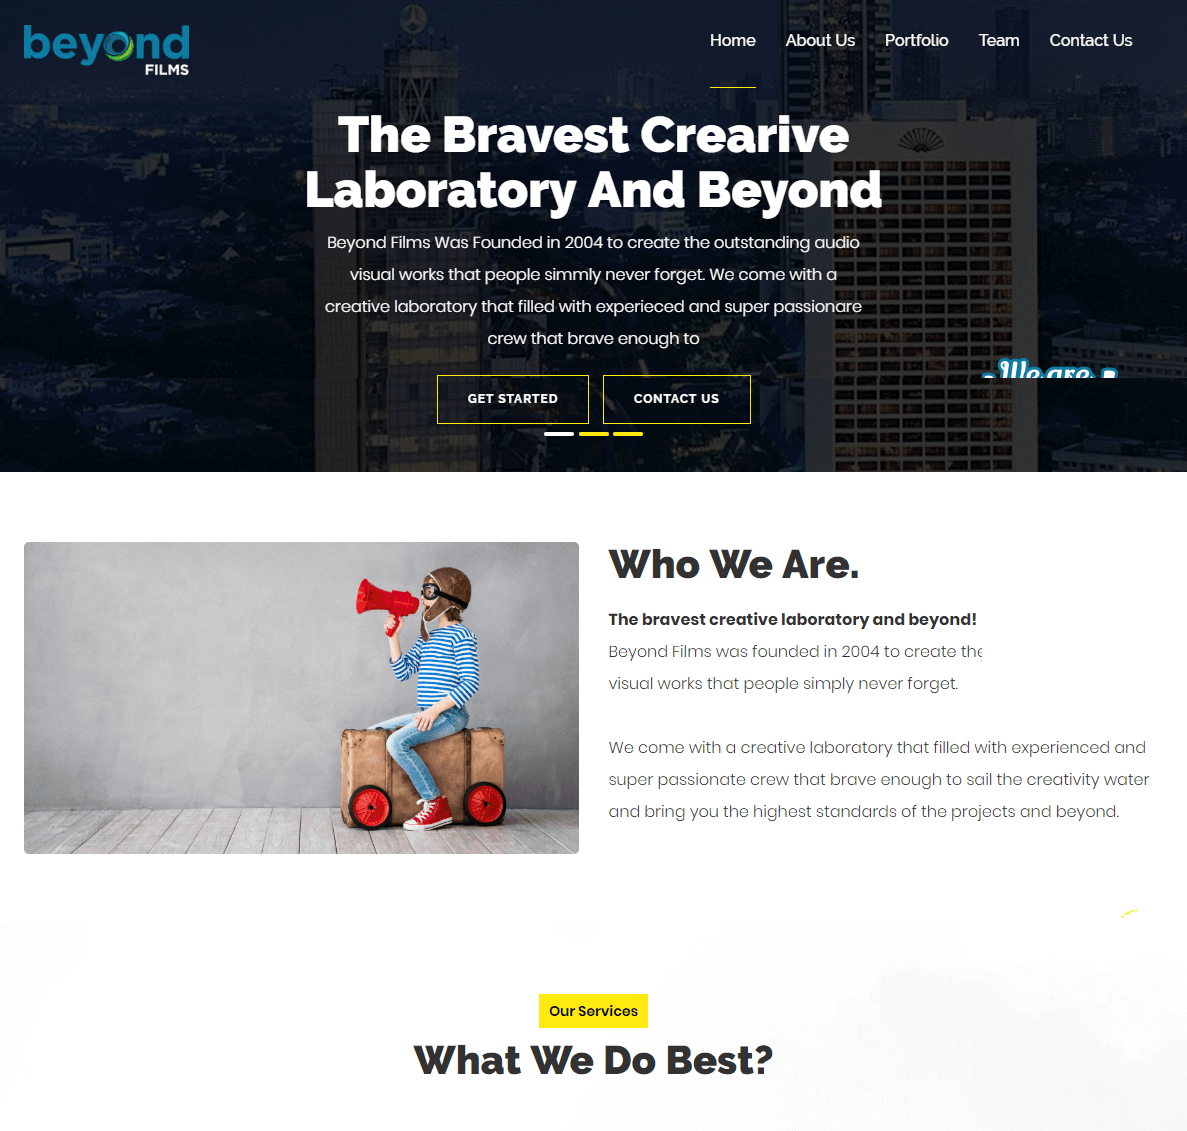 beyond
FILMS
Home
About Us
Portfolio
Team
Contact Us
The Bravest Crearive
Laboratory And Beyond
Beyond Films Was Founded in 2004 to create the outstanding audio
visual works that people simmly never forget. We come with a
creative laboratory that filled with experieced and super passionare
crew that brave enough to
We are
GET STARTED
CONTACT US
Who We Are.
The bravest creative laboratory and beyond!
Beyond Films was founded in 2004 to create the
visual works that people simply never forget.
We come with a creative laboratory that filled with experienced and
super passionate crew that brave enough to sail the creativity water
and bring you the highest standards of the projects and beyond.
Our Services
What We Do Best?